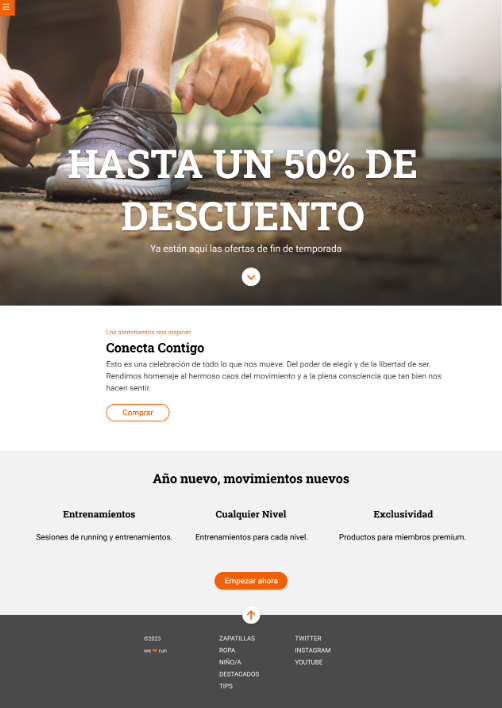 HASTA UN 50% DE
DESCUENTO
Ya están aquí las ofertas de fin de temporada
Los sentimientos nos inspiran
Conecta Contigo
Esto es una celebración de todo lo que nos mueve. Del poder de elegir y de la libertad de ser.
Rendimos homenaje al hermoso caos del movimiento y a la plena consciencia que tan bien nos
hacen sentir.
Comprar
Año nuevo, movimientos nuevos
Entrenamientos
Sesiones de running y entrenamientos.
Cualquier Nivel
Entrenamientos para cada nivel.
Exclusividad
Productos para miembros premium.
Empezar ahora
©2023
we ❤ run
ZAPATILLAS
ROPA
NIÑO/A
DESTACADOS
TIPS
TWITTER
INSTAGRAM
YOUTUBE